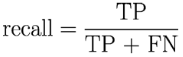 recall = TP / TP + FN